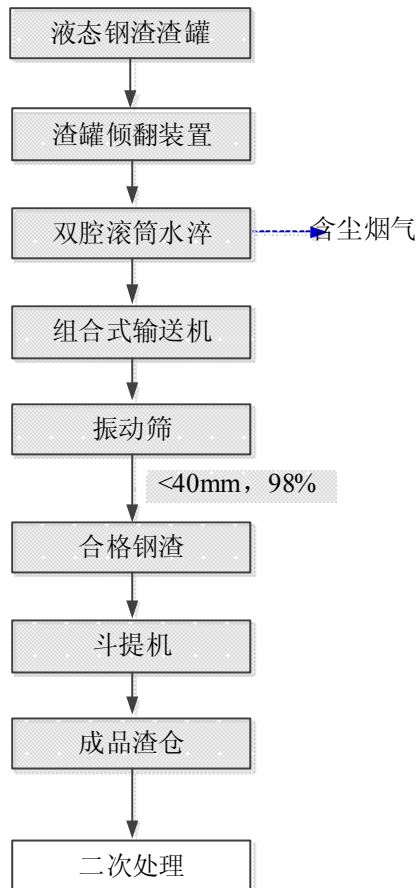 液态钢渣渣罐
渣罐倾翻装置
双腔滚筒水淬
含尘烟气
组合式输送机
振动筛
<40mm，98%
合格钢渣
斗提机
成品渣仓
二次处理